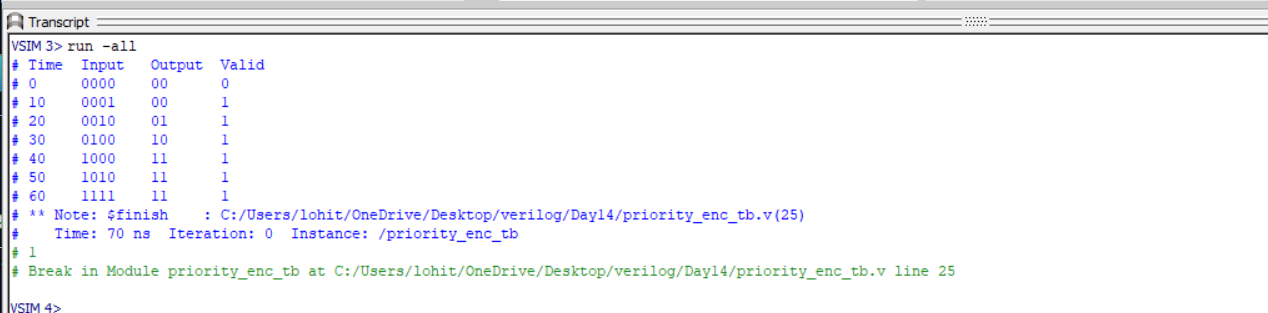 Transcript
VSIM 3> run -all
# Time  Input   Output  Valid
# 0     0000    00      0
# 10    0001    00      1
# 20    0010    01      1
# 30    0100    10      1
# 40    1000    11      1
# 50    1010    11      1
# 60    1111    11      1
# ** Note: $finish    : C:/Users/lohit/OneDrive/Desktop/verilog/Day14/priority_enc_tb.v(25)
#    Time: 70 ns  Iteration: 0  Instance: /priority_enc_tb
# 1
# Break in Module priority_enc_tb at C:/Users/lohit/OneDrive/Desktop/verilog/Day14/priority_enc_tb.v line 25
VSIM 4>